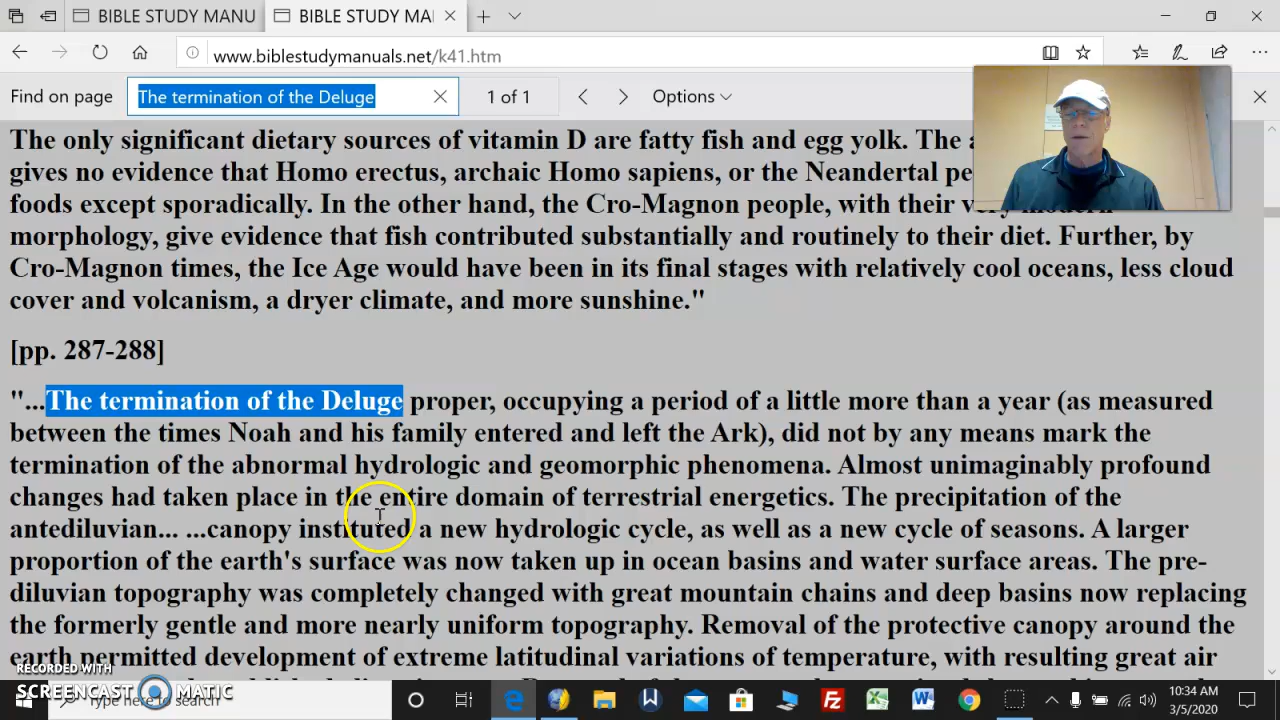 BIBLE STUDY MANU BIBLE STUDY MA
www.biblestudymanuals.net/k41.htm
Find on page The termination of the Deluge 1 of 1 Options
The only significant dietary sources of vitamin D are fatty fish and egg yolk. The a
gives no evidence that Homo erectus, archaic Homo sapiens, or the Neandertal pe
foods except sporadically. In the other hand, the Cro-Magnon people, with their very modern
morphology, give evidence that fish contributed substantially and routinely to their diet. Further, by
Cro-Magnon times, the Ice Age would have been in its final stages with relatively cool oceans, less cloud
cover and volcanism, a dryer climate, and more sunshine."
[pp. 287-288]
"...The termination of the Deluge proper, occupying a period of a little more than a year (as measured
between the times Noah and his family entered and left the Ark), did not by any means mark the
termination of the abnormal hydrologic and geomorphic phenomena. Almost unimaginably profound
changes had taken place in the entire domain of terrestrial energetics. The precipitation of the
antediluvian... ...canopy instituted a new hydrologic cycle, as well as a new cycle of seasons. A larger
proportion of the earth's surface was now taken up in ocean basins and water surface areas. The pre-
diluvian topography was completely changed with great mountain chains and deep basins now replacing
the formerly gentle and more nearly uniform topography. Removal of the protective canopy around the
earth permitted development of extreme latitudinal variations of temperature, with resulting great air
RECORDED WITH
SCREENCAST MATIC
Type here to search
10:34 AM
3/5/2020